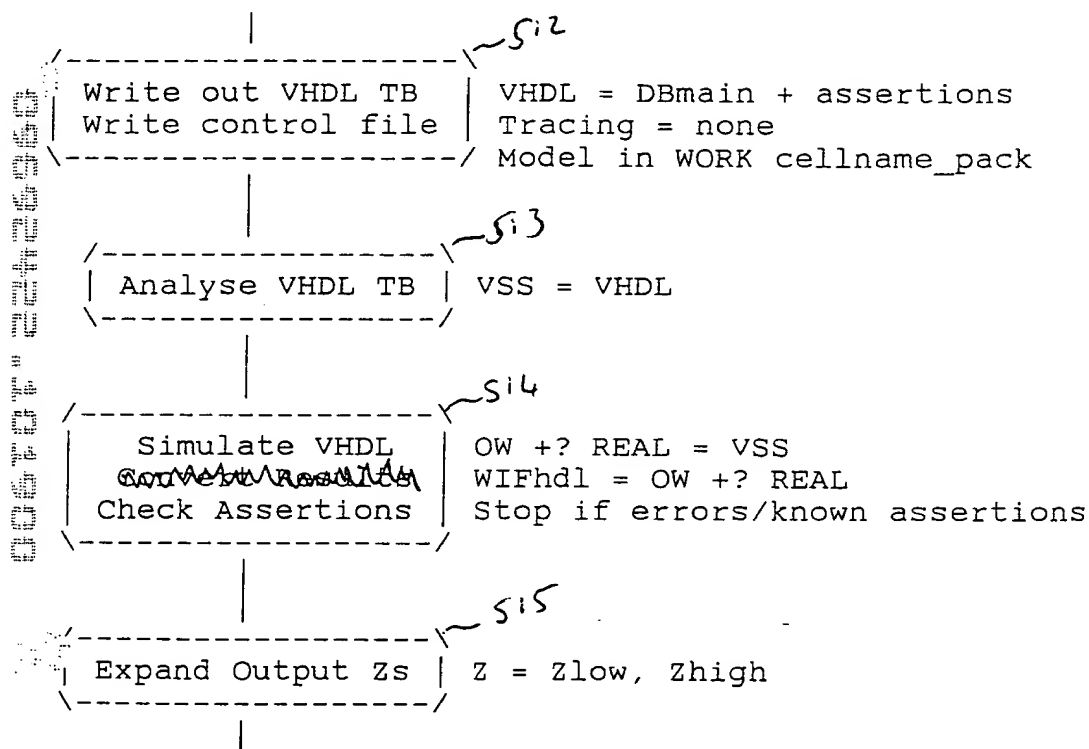 Si2
Write out VHDL TB VHDL = DBmain + assertions
Write control file Tracing = none
Model in WORK cellname_pack
Si3
Analyse VHDL TB VSS = VHDL
Si4
Simulate VHDL OW +? REAL = VSS
WIFhdl = OW +? REAL
Check Assertions Stop if errors/known assertions
Si5
Expand Output Zs Z = Zlow, Zhigh